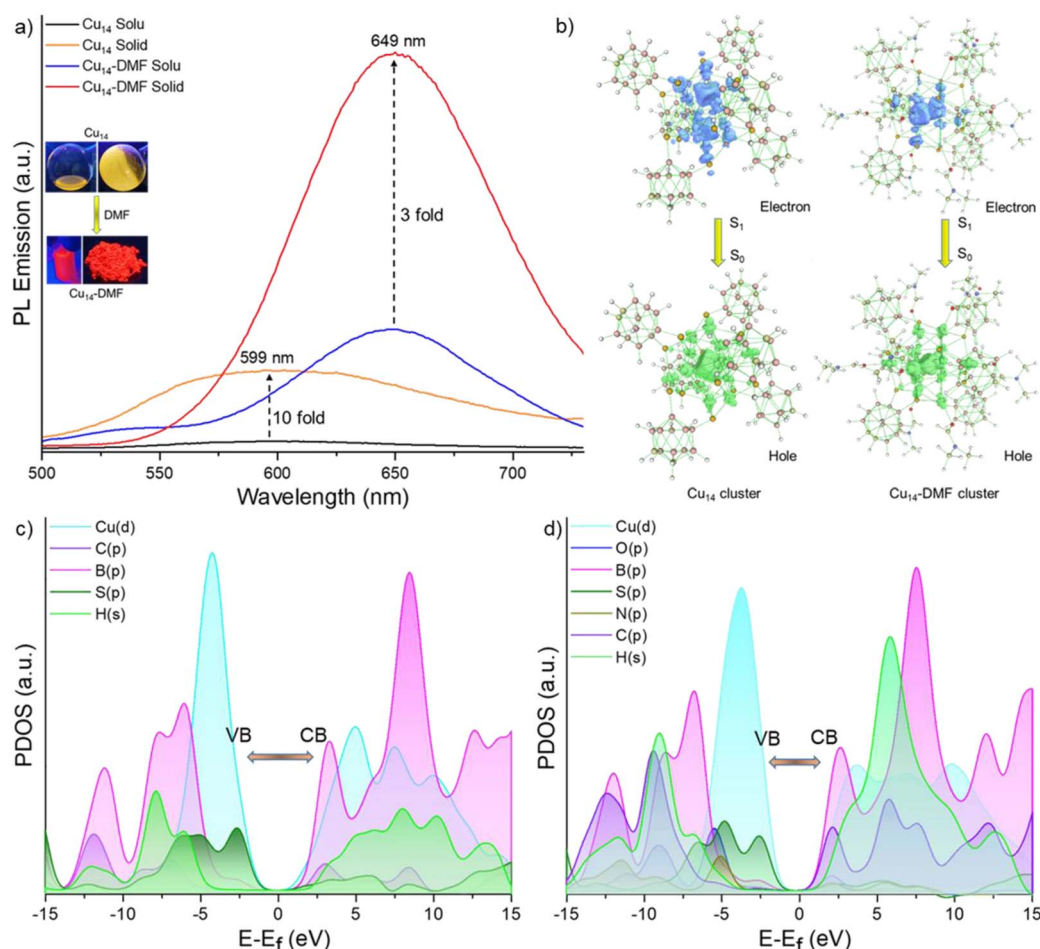 a)
Cu14 Solu
Cu14 Solid
Cu14-DMF Solu
Cu14-DMF Solid
649 nm
Cu14
DMF
Cu14-DMF
3 fold
599 nm
10 fold
PL Emission (a.u.)
500 550 600 650 700
Wavelength (nm)
b)
Electron
Electron
S1
S0
S1
S0
Hole
Hole
Cu14 cluster
Cu14-DMF cluster
c)
Cu(d)
C(p)
B(p)
S(p)
H(s)
VB CB
PDOS (a.u.)
-15 -10 -5 0 5 10 15
E-Ef (eV)
d)
Cu(d)
O(p)
B(p)
S(p)
N(p)
C(p)
H(s)
VB CB
PDOS (a.u.)
-15 -10 -5 0 5 10 15
E-Ef (eV)